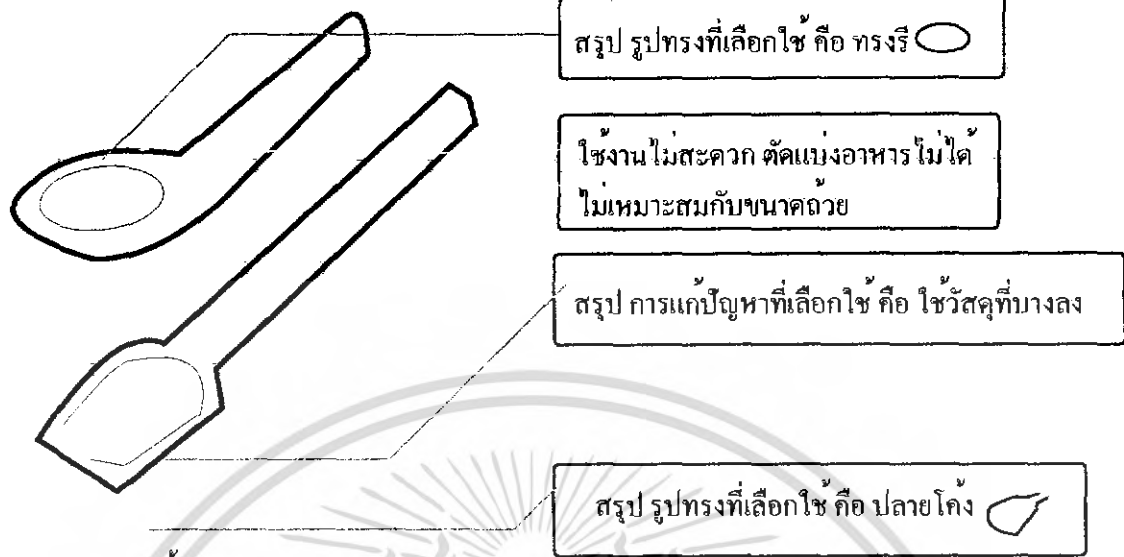 สรุป รูปทรงที่เลือกใช้ คือ ทรงรี
ใช้งานไม่สะดวก ตัดแบ่งอาหารไม่ได้
ไม่เหมาะสมกับขนาดถ้วย
สรุป การแก้ปัญหาที่เลือกใช้ คือ ใช้วัสดุที่บางลง
สรุป รูปทรงที่เลือกใช้ คือ ปลายโค้ง